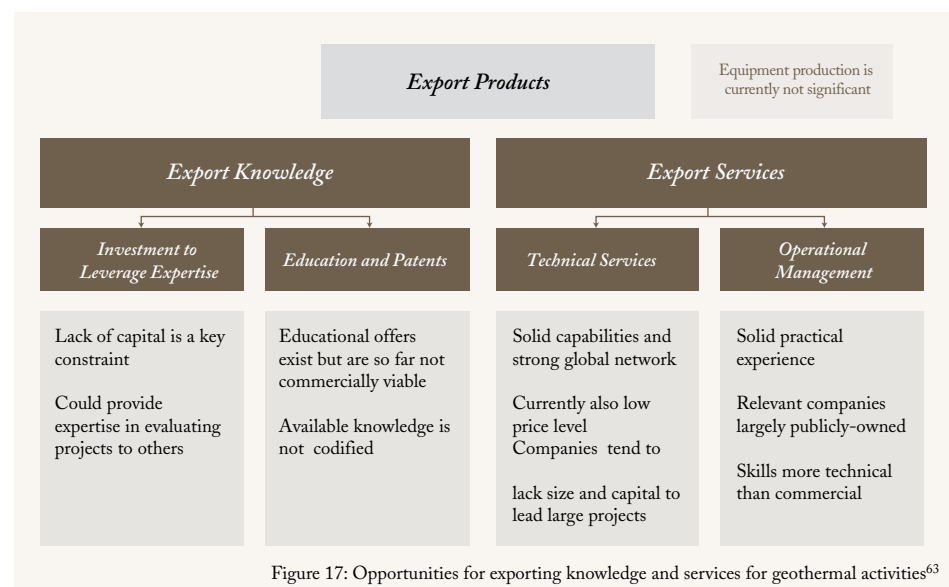 Export Products
Equipment production is
currently not significant
Export Knowledge
Export Services
Investment to
Leverage Expertise
Education and Patents
Technical Services
Operational
Management
Lack of capital is a key
constraint
Could provide
expertise in evaluating
projects to others
Educational offers
exist but are so far not
commercially viable
Available knowledge is
not codified
Solid capabilities and
strong global network
Currently also low
price level
Companies tend to
lack size and capital to
lead large projects
Solid practical
experience
Relevant companies
largely publicly-owned
Skills more technical
than commercial
Figure 17: Opportunities for exporting knowledge and services for geothermal activities63